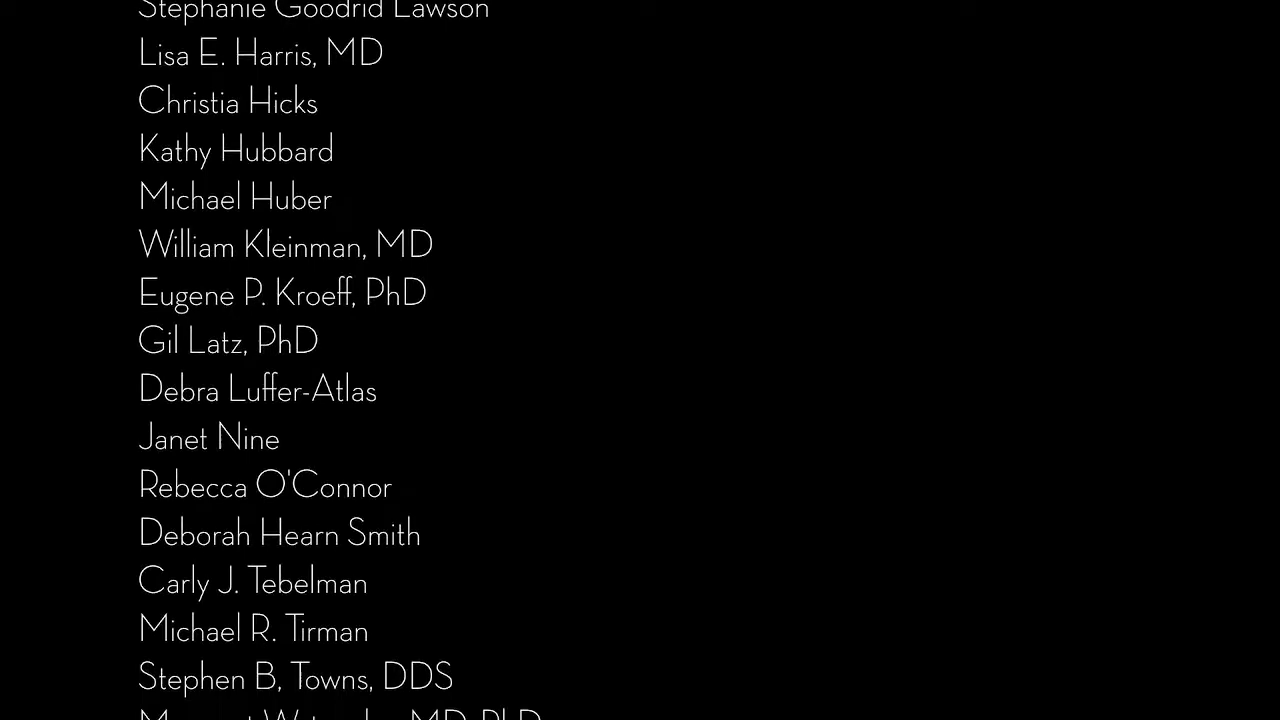 Stephanie Goodrid Lawson
Lisa E. Harris, MD
Christia Hicks
Kathy Hubbard
Michael Huber
William Kleinman, MD
Eugene P. Kroeff, PhD
Gil Latz, PhD
Debra Luffer-Atlas
Janet Nine
Rebecca O'Connor
Deborah Hearn Smith
Carly J. Tebelman
Michael R. Tirman
Stephen B, Towns, DDS
MD, PhD